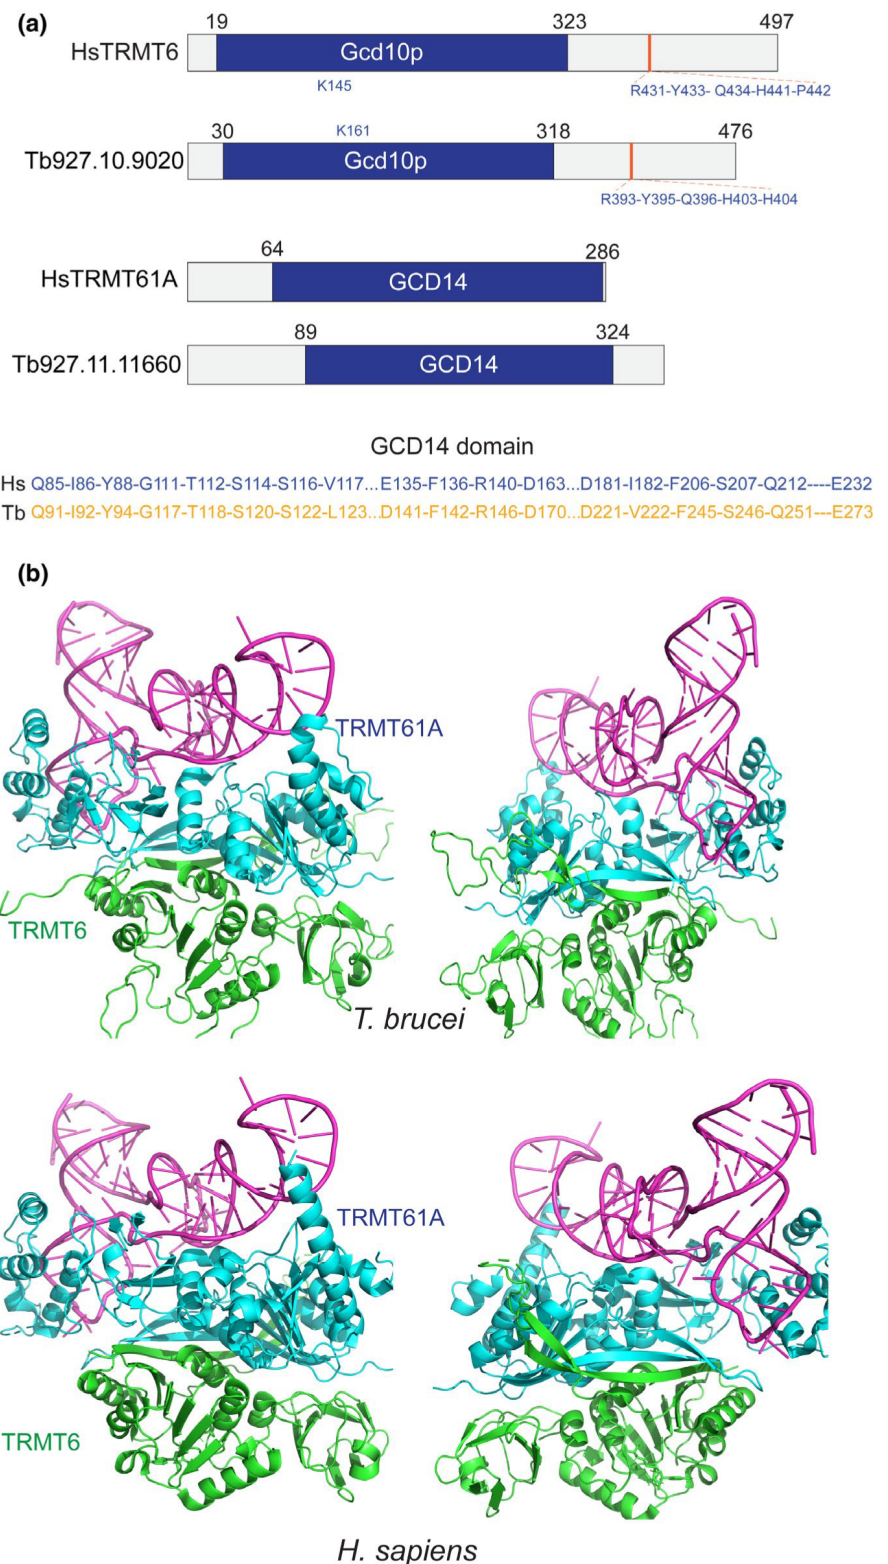 (a)
19 323 497
HsTRMT6 Gcd10p
K145 R431-Y433- Q434-H441-P442
30 K161 318 476
Tb927.10.9020 Gcd10p
R393-Y395-Q396-H403-H404
64 286
HsTRMT61A GCD14
89 324
Tb927.11.11660 GCD14
GCD14 domain
Hs Q85-I86-Y88-G111-T112-S114-S116-V117...E135-F136-R140-D163...D181-I182-F206-S207-Q212----E232
Tb Q91-I92-Y94-G117-T118-S120-S122-L123...D141-F142-R146-D170...D221-V222-F245-S246-Q251---E273
(b)
TRMT61A
TRMT6
T. brucei
TRMT61A
TRMT6
H. sapiens